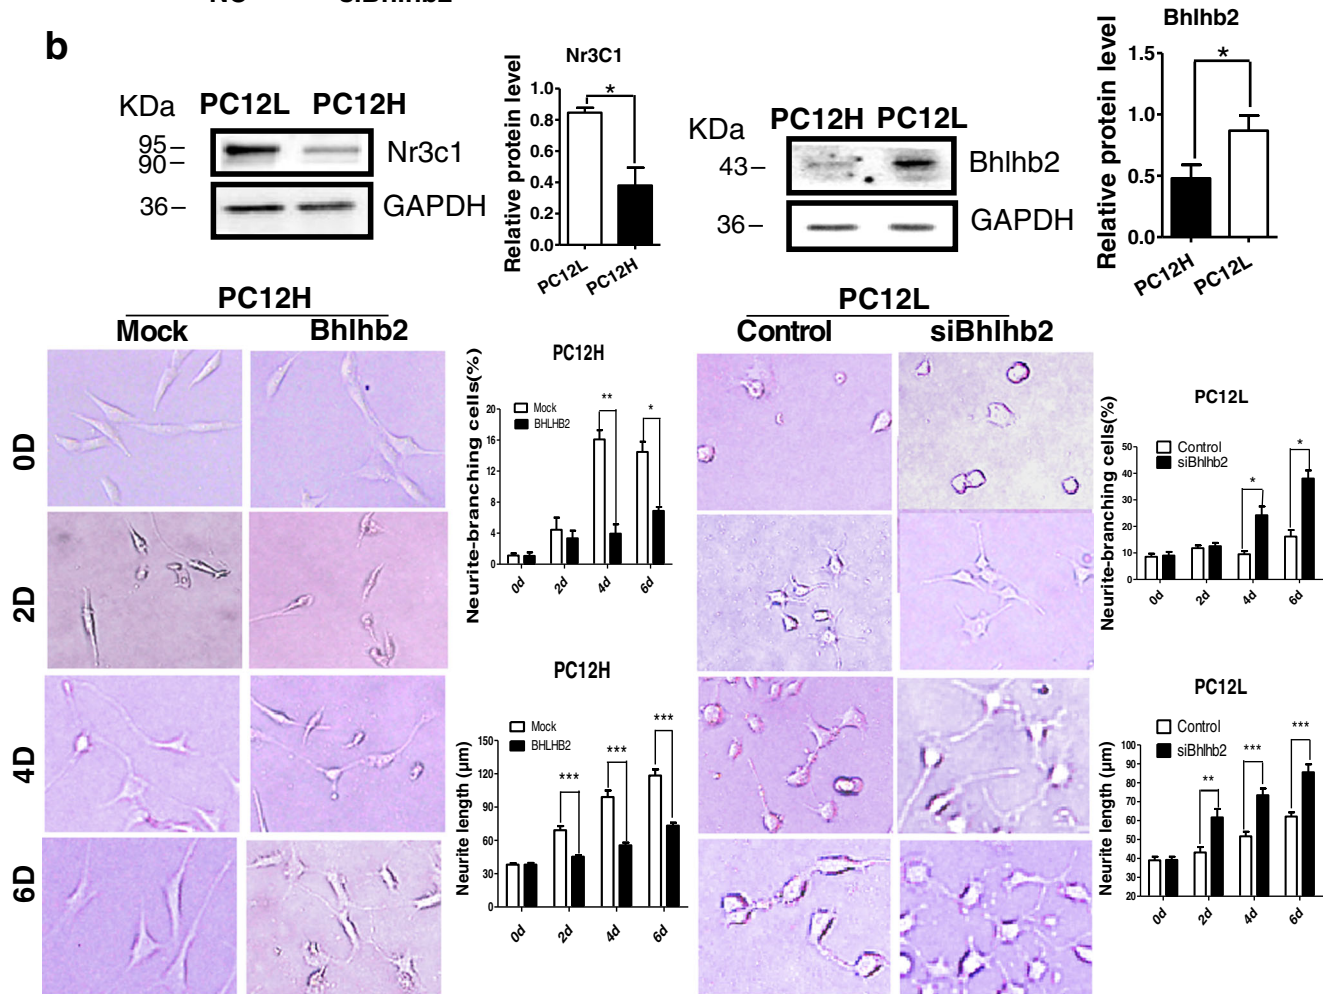 b
KDa
PC12L PC12H
95
90
36
Nr3c1
GAPDH
Nr3C1
Relative protein level
1.0
0.8
0.6
0.4
0.2
0.0
*
PC12L
PC12H
KDa
PC12H PC12L
43
36
Bhlhb2
GAPDH
Bhlhb2
Relative protein level
1.5
1.0
0.5
0.0
*
PC12H
PC12L
PC12H
Mock Bhlhb2
0D
2D
4D
6D
PC12H
Neurite-branching cells(%)
20
16
12
8
4
0
Mock
BHLHB2
**
*
0d
2d
4d
6d
PC12H
Neurite length (µm)
150
120
90
60
30
0
Mock
BHLHB2
***
***
***
0d
2d
4d
6d
PC12L
Control siBhlhb2
PC12L
Neurite-branching cells(%)
50
40
30
20
10
0
Control
siBhlhb2
*
*
0d
2d
4d
6d
PC12L
Neurite length (µm)
100
90
80
70
60
50
40
30
20
Control
siBhlhb2
**
***
***
0d
2d
4d
6d